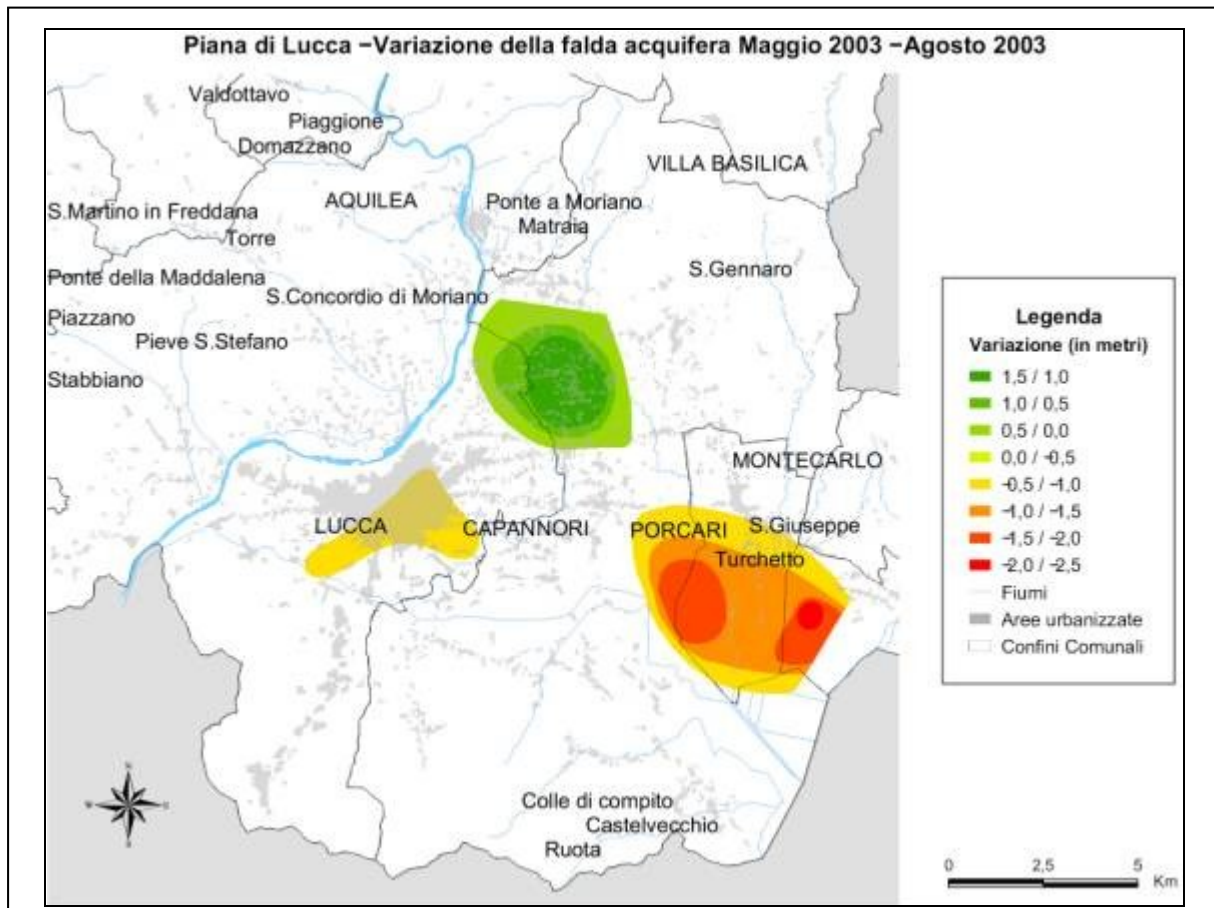 Piana di Lucca −Variazione della falda acquifera Maggio 2003 −Agosto 2003
Valdottavo
Piaggione
Domazzano
VILLA BASILICA
AQUILEA
Ponte a Moriano
Matraia
S.Martino in Freddana
Torre
Ponte della Maddalena
S.Gennaro
S.Concordio di Moriano
Piazzano
Pieve S.Stefano
Stabbiano
MONTECARLO
LUCCA
CAPANNORI
PORCARI
S.Giuseppe
Turchetto
Colle di compito
Castelvecchio
Ruota
N
S
Legenda
Variazione (in metri)
1,5 / 1,0
1,0 / 0,5
0,5 / 0,0
0,0 / −0,5
−0,5 / −1,0
−1,0 / −1,5
−1,5 / −2,0
−2,0 / −2,5
Fiumi
Aree urbanizzate
Confini Comunali
0 2,5 5
Km